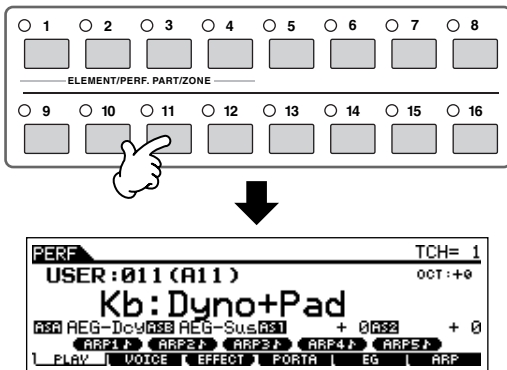 1 2 3 4 5 6 7 8
ELEMENT/PERF. PART/ZONE
9 10 11 12 13 14 15 16
PERF TCH= 1
USER:011(A11) OCT:+0
Kb:Dyno+Pad
ASA AEG-Dcy ASB AEG-Sus AS1 + 0 AS2 + 0
ARP1♪ ARP2♪ ARP3♪ ARP4♪ ARP5♪
PLAY VOICE EFFECT PORTA EG ARP